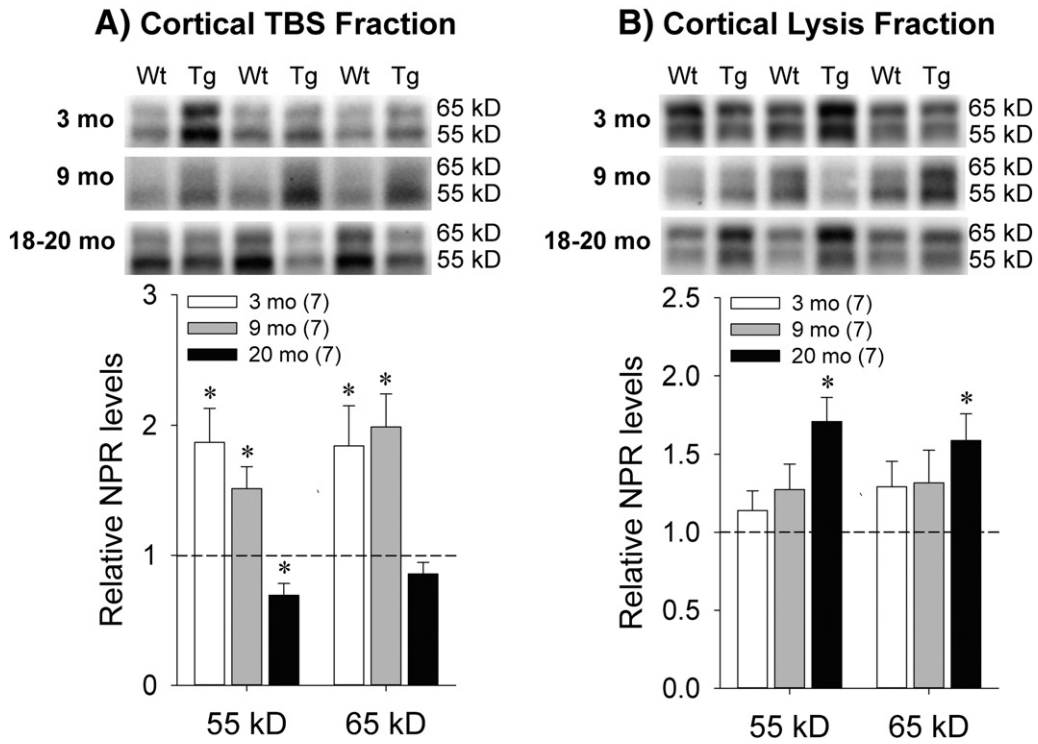 A) Cortical TBS Fraction
Wt Tg Wt Tg Wt Tg
3 mo
65 kD
55 kD
9 mo
65 kD
55 kD
18-20 mo
65 kD
55 kD
3
2
1
0
Relative NPR levels
3 mo (7)
9 mo (7)
20 mo (7)
* * * * *
55 kD 65 kD
B) Cortical Lysis Fraction
Wt Tg Wt Tg Wt Tg
3 mo
65 kD
55 kD
9 mo
65 kD
55 kD
18-20 mo
65 kD
55 kD
2.5
2.0
1.5
1.0
0.5
0.0
Relative NPR levels
3 mo (7)
9 mo (7)
20 mo (7)
* *
55 kD 65 kD